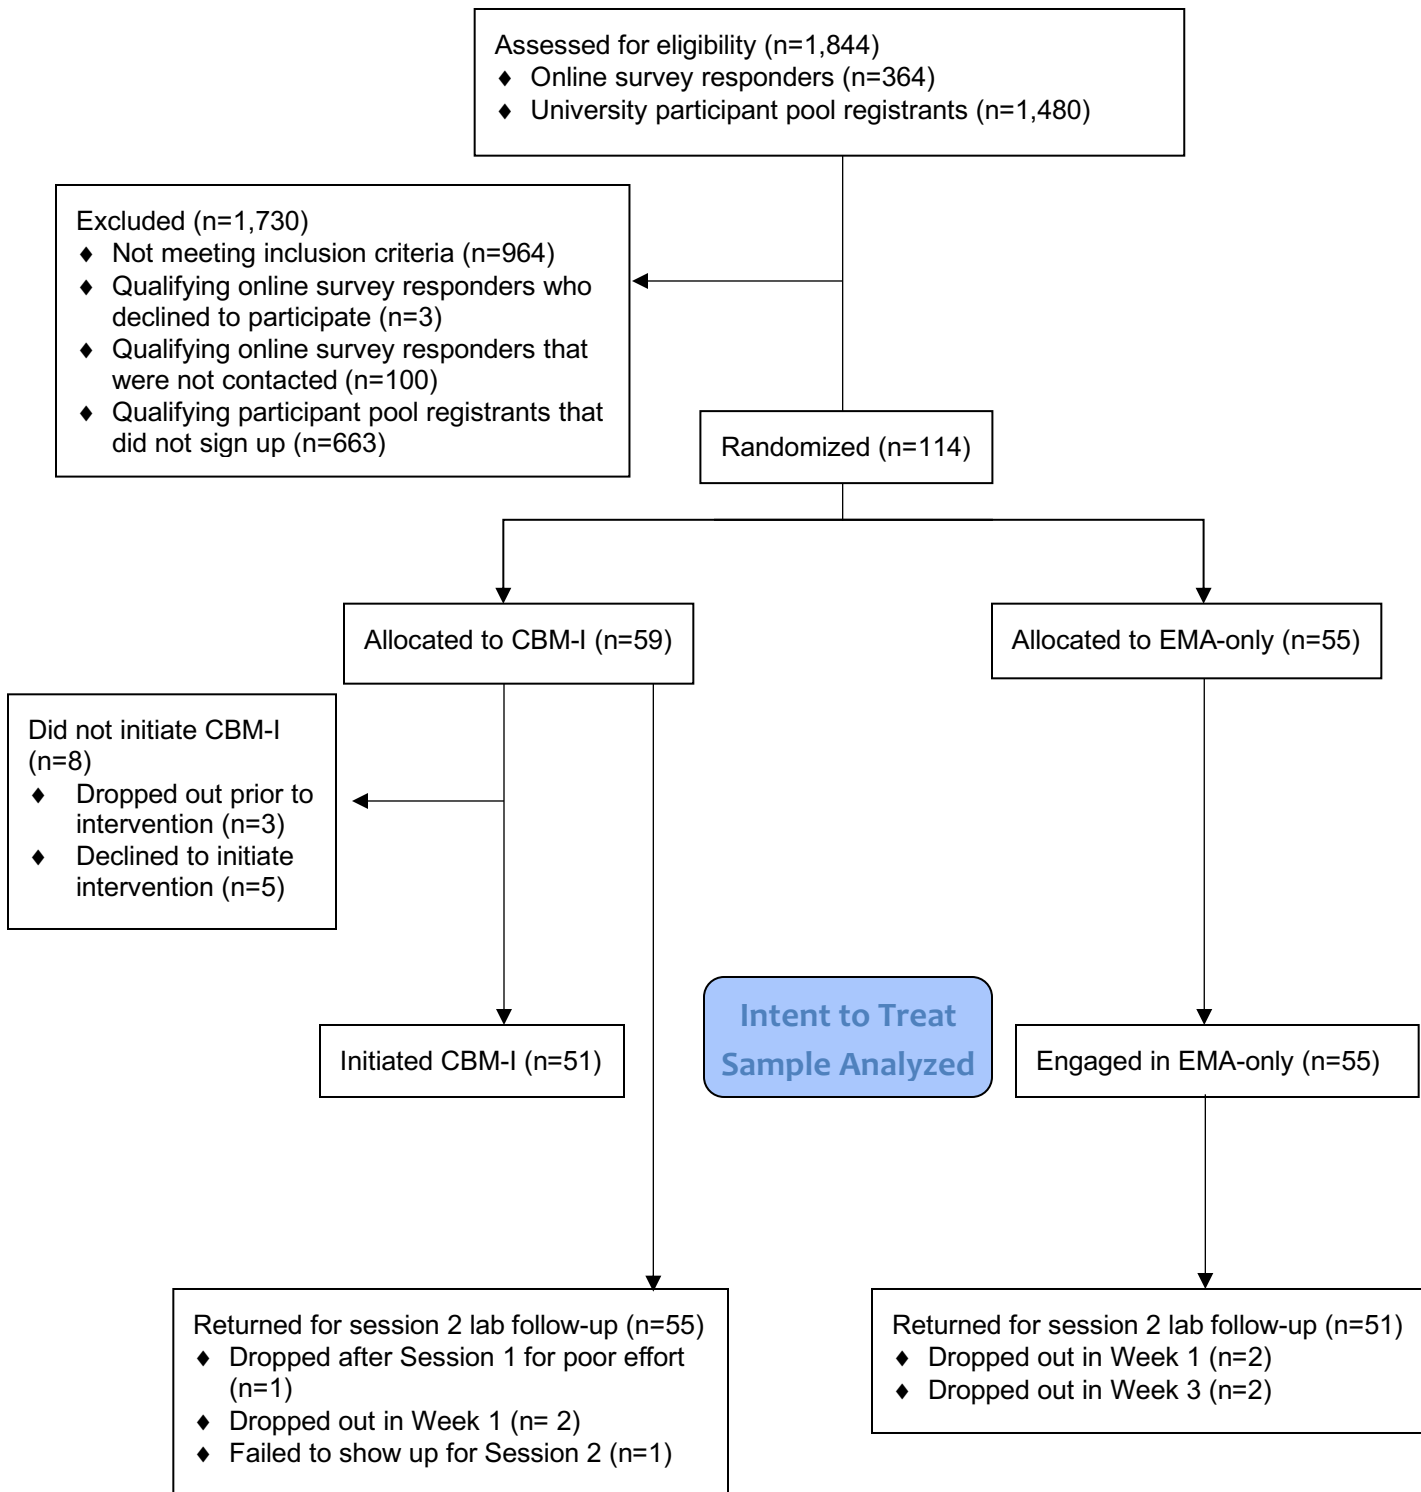 Assessed for eligibility (n=1,844)
♦ Online survey responders (n=364)
♦ University participant pool registrants (n=1,480)
Excluded (n=1,730)
♦ Not meeting inclusion criteria (n=964)
♦ Qualifying online survey responders who
declined to participate (n=3)
♦ Qualifying online survey responders that
were not contacted (n=100)
♦ Qualifying participant pool registrants that
did not sign up (n=663)
Randomized (n=114)
Allocated to CBM-I (n=59)
Allocated to EMA-only (n=55)
Did not initiate CBM-I
(n=8)
♦ Dropped out prior to
intervention (n=3)
♦ Declined to initiate
intervention (n=5)
Initiated CBM-I (n=51)
Intent to Treat
Sample Analyzed
Engaged in EMA-only (n=55)
Returned for session 2 lab follow-up (n=55)
♦ Dropped after Session 1 for poor effort
(n=1)
♦ Dropped out in Week 1 (n= 2)
♦ Failed to show up for Session 2 (n=1)
Returned for session 2 lab follow-up (n=51)
♦ Dropped out in Week 1 (n=2)
♦ Dropped out in Week 3 (n=2)